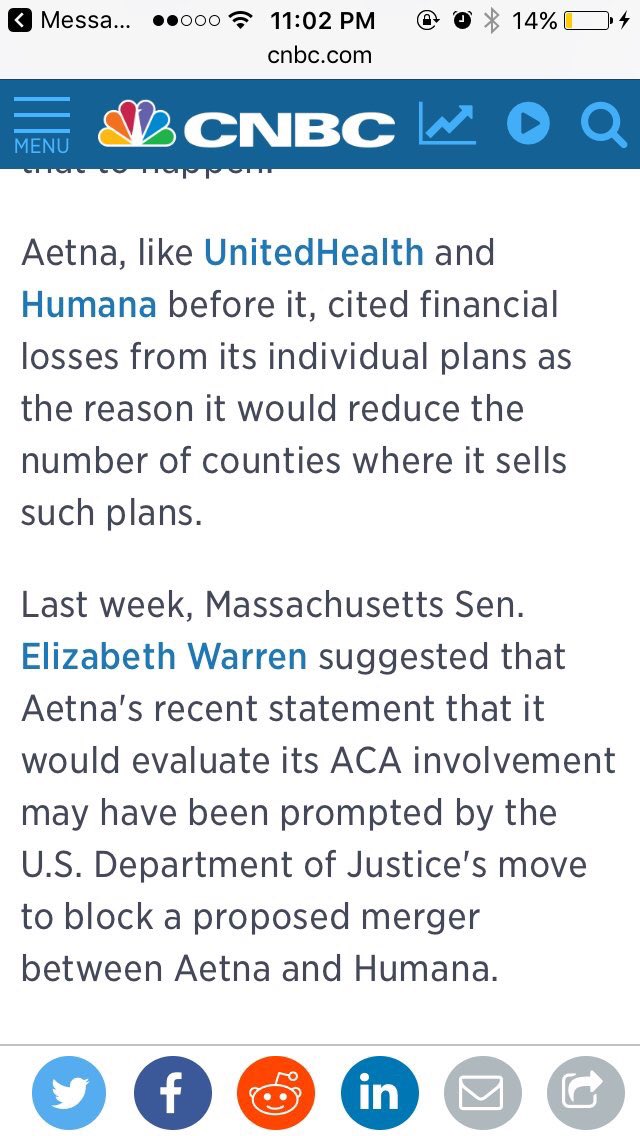 Messa... 11:02 PM 14%
cnbc.com
MENU CNBC
that to happen.
Aetna, like UnitedHealth and
Humana before it, cited financial
losses from its individual plans as
the reason it would reduce the
number of counties where it sells
such plans.
Last week, Massachusetts Sen.
Elizabeth Warren suggested that
Aetna's recent statement that it
would evaluate its ACA involvement
may have been prompted by the
U.S. Department of Justice's move
to block a proposed merger
between Aetna and Humana.
f in